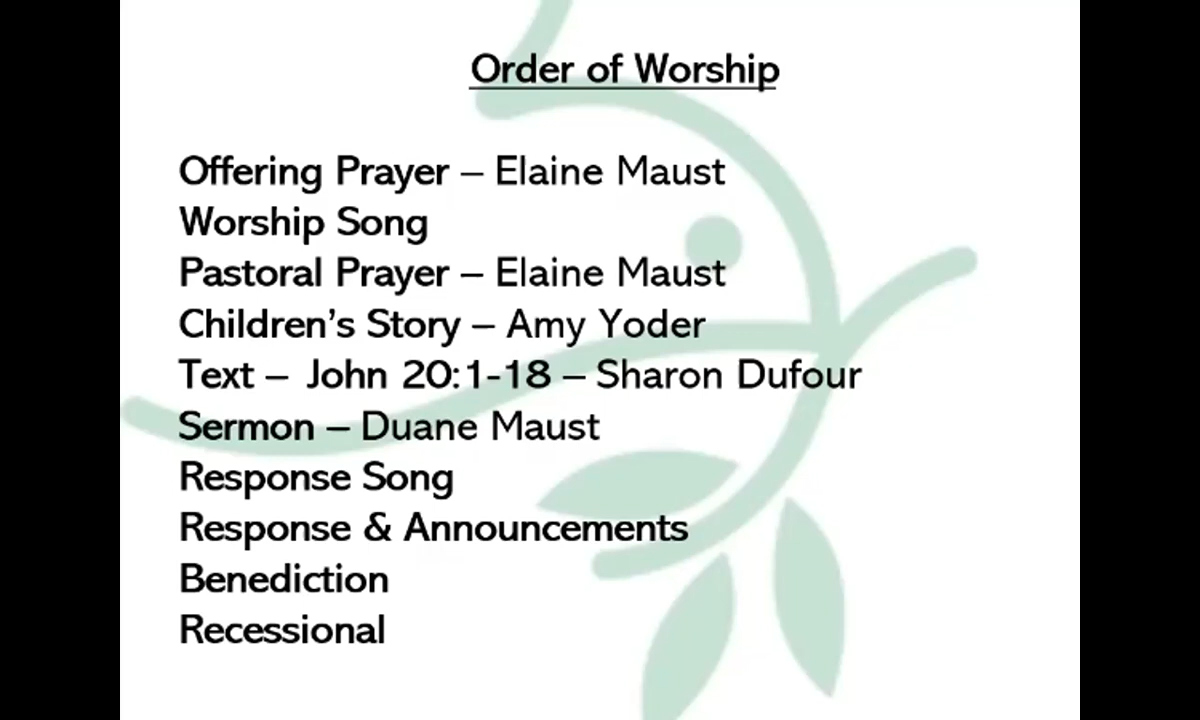 Order of Worship
Offering Prayer – Elaine Maust
Worship Song
Pastoral Prayer – Elaine Maust
Children’s Story – Amy Yoder
Text – John 20:1-18 – Sharon Dufour
Sermon – Duane Maust
Response Song
Response & Announcements
Benediction
Recessional